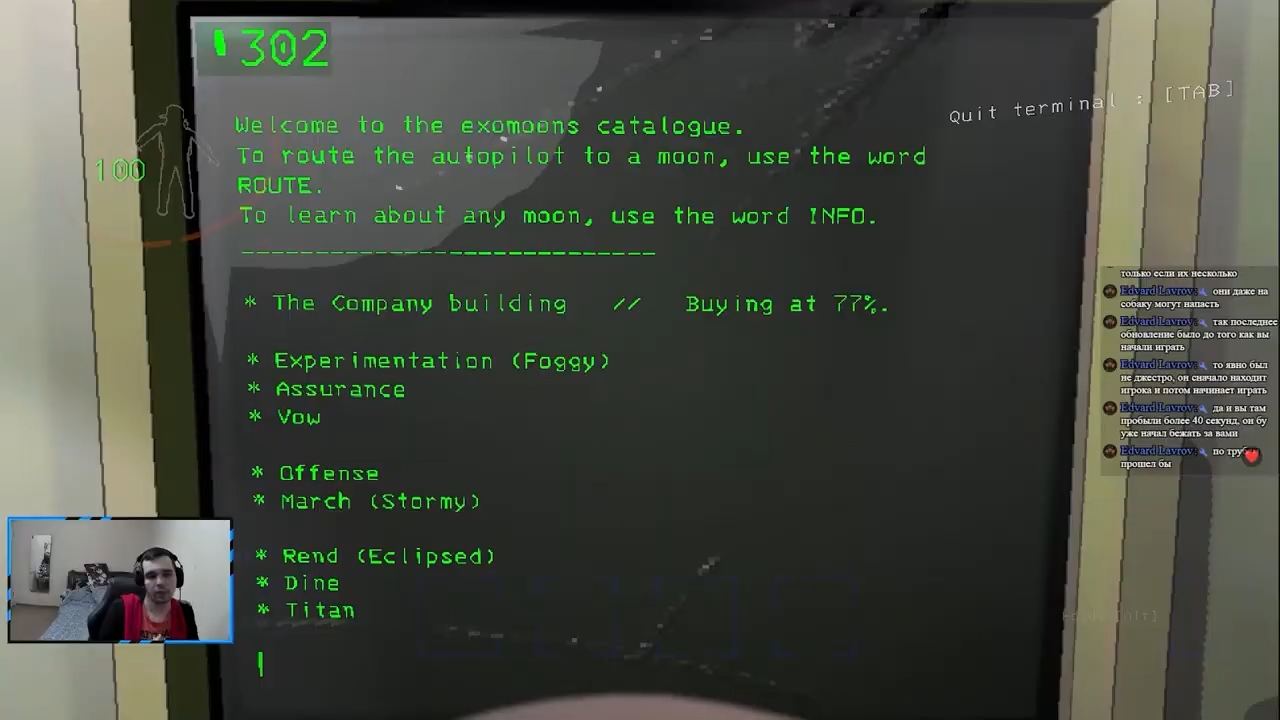 302
Quit terminal : [TAB]
Welcome to the exomoons catalogue.
To route the autopilot to a moon, use the word
ROUTE.
To learn about any moon, use the word INFO.
100
----------------------------
* The Company building // Buying at 77%.
* Experimentation (Foggy)
* Assurance
* Vow
* Offense
* March (Stormy)
* Rend (Eclipsed)
* Dine
* Titan
только если их несколько
Edvard Lavrov: они даже на
собаку могут напасть
Edvard Lavrov: так последнее
обновление было до того как вы
начали играть
Edvard Lavrov: то явно был
не джестро, он сначало находит
игрока и потом начинает играть
Edvard Lavrov: да и вы там
пробыли более 40 секунд, он бу
уже начал бежать за вами
Edvard Lavrov: по
прошел бы